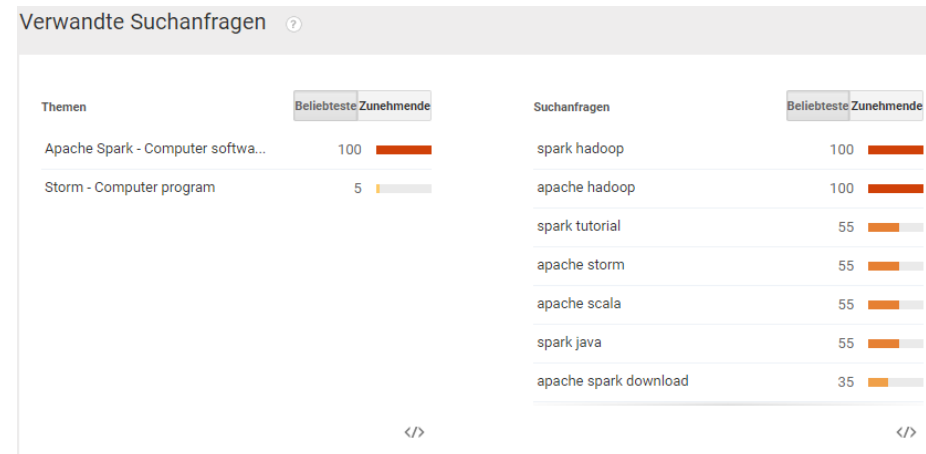 Verwandte Suchanfragen ?
Themen Beliebteste Zunehmende
Apache Spark - Computer softwa... 100
Storm - Computer program 5
</>
Suchanfragen Beliebteste Zunehmende
spark hadoop 100
apache hadoop 100
spark tutorial 55
apache storm 55
apache scala 55
spark java 55
apache spark download 35
</>